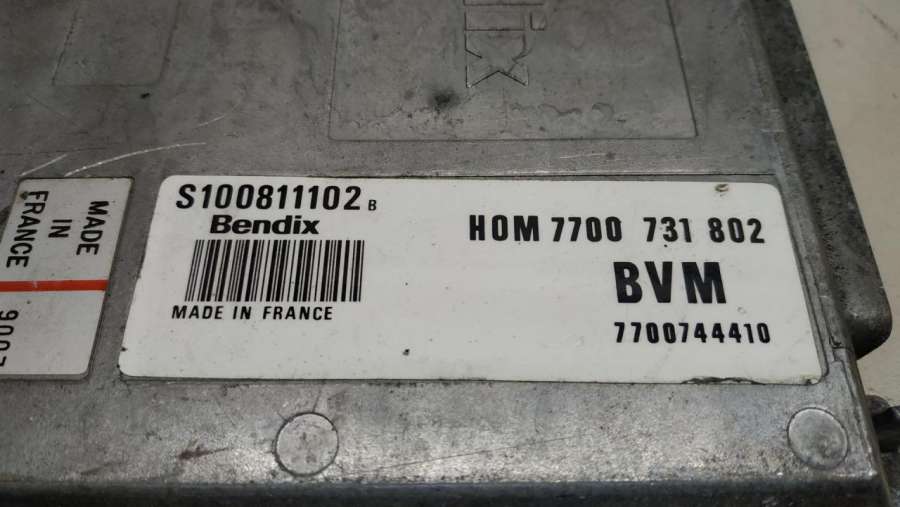 S100811102 B
Bendix
MADE IN FRANCE
HOM 7700 731 802
BVM
7700744410
MADE
IN
FRANCE